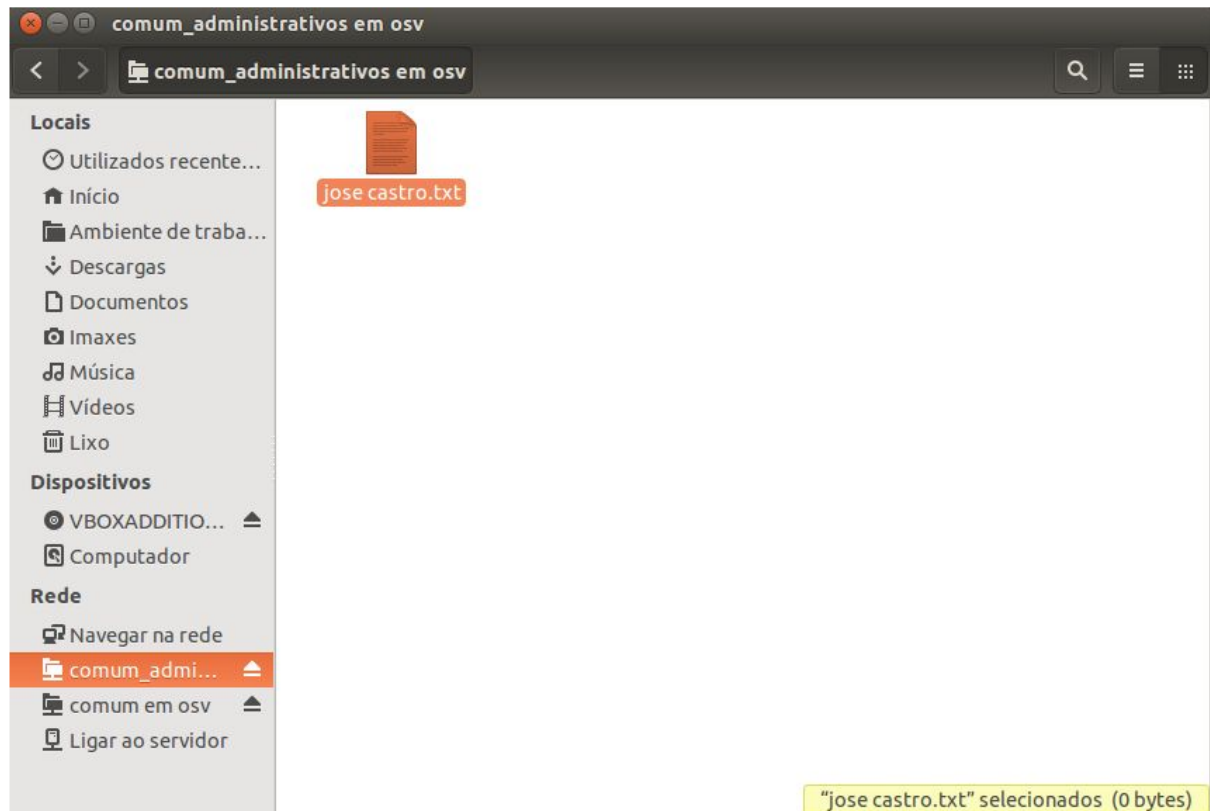 comum_administrativos em osv
comum_administrativos em osv
Locais
Utilizados recente...
Início
Ambiente de traba...
Descargas
Documentos
Imaxes
Música
Vídeos
Lixo
Dispositivos
VBOXADDITIO...
Computador
Rede
Navegar na rede
comum_admi...
comum em osv
Ligar ao servidor
jose castro.txt
"jose castro.txt" selecionados (0 bytes)